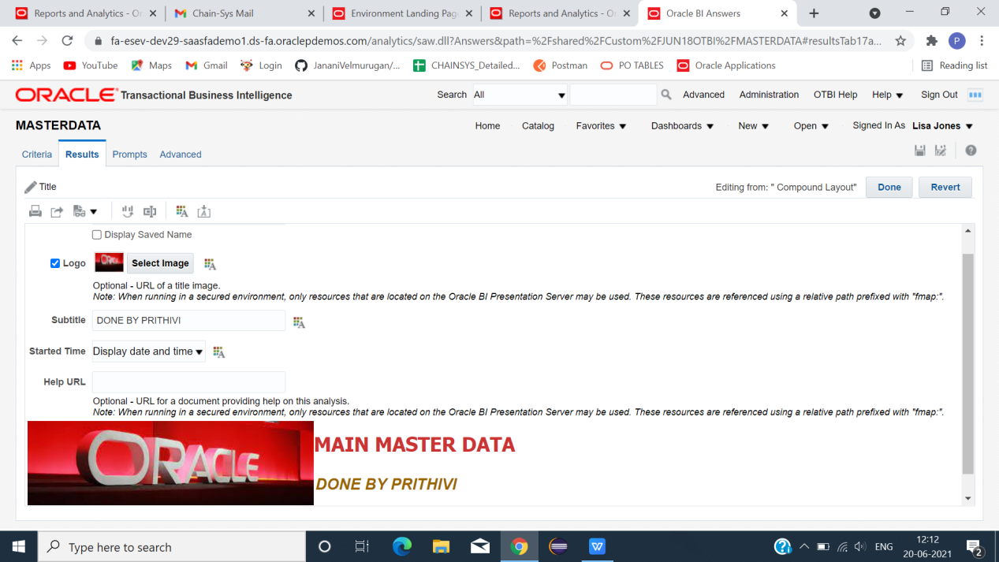 Reports and Analytics - O
Chain-Sys Mail
Environment Landing Pag
Reports and Analytics - O
Oracle BI Answers
fa-esev-dev29-saasfademo1.ds-fa.oraclepdemos.com/analytics/saw.dll?Answers&path=%2Fshared%2FCustom%2FJUN18OTBI%2FMASTERDATA#resultsTab17a...
P
Apps
YouTube
Maps
Gmail
Login
JananiVelmurugan/...
CHAINSYS_Detailed...
Postman
PO TABLES
Oracle Applications
Reading list
ORACLE Transactional Business Intelligence
Search All
Advanced
Administration
OTBI Help
Help
Sign Out
MASTERDATA
Home
Catalog
Favorites
Dashboards
New
Open
Signed In As Lisa Jones
Criteria
Results
Prompts
Advanced
Title
Editing from: " Compound Layout"
Done
Revert
Display Saved Name
Logo
Select Image
Optional - URL of a title image.
Note: When running in a secured environment, only resources that are located on the Oracle BI Presentation Server may be used. These resources are referenced using a relative path prefixed with "fmap:".
Subtitle DONE BY PRITHIVI
Started Time Display date and time
Help URL
Optional - URL for a document providing help on this analysis.
Note: When running in a secured environment, only resources that are located on the Oracle BI Presentation Server may be used. These resources are referenced using a relative path prefixed with "fmap:".
ORACLE
MAIN MASTER DATA
DONE BY PRITHIVI
Type here to search
ENG
12:12
20-06-2021
2